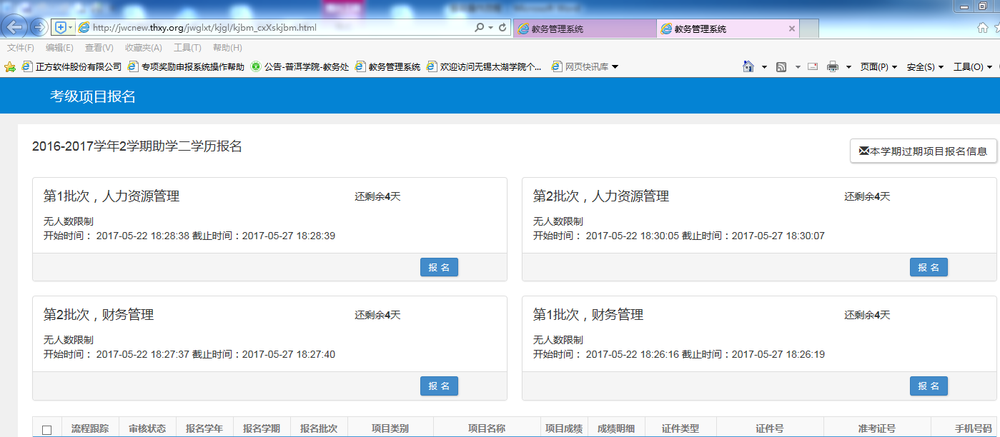 http://jwcnew.thxy.org/jwglxt/kjgl/kjbm_cxXskjbm.html
教务管理系统
教务管理系统
文件(F) 编辑(E) 查看(V) 收藏夹(A) 工具(T) 帮助(H)
正方软件股份有限公司 专项奖励申报系统操作帮助 公告-普洱学院-教务处 教务管理系统 欢迎访问无锡太湖学院个... 网页快讯库 页面(P) 安全(S) 工具(O)
考级项目报名
2016-2017学年2学期助学二学历报名
本学期过期项目报名信息
第1批次，人力资源管理 还剩余4天
无人数限制
开始时间： 2017-05-22 18:28:38 截止时间：2017-05-27 18:28:39
报 名
第2批次，人力资源管理 还剩余4天
无人数限制
开始时间： 2017-05-22 18:30:05 截止时间：2017-05-27 18:30:07
报 名
第2批次，财务管理 还剩余4天
无人数限制
开始时间： 2017-05-22 18:27:37 截止时间：2017-05-27 18:27:40
报 名
第1批次，财务管理 还剩余4天
无人数限制
开始时间： 2017-05-22 18:26:16 截止时间：2017-05-27 18:26:19
报 名
流程跟踪 审核状态 报名学年 报名学期 报名批次 项目类别 项目名称 项目成绩 成绩明细 证件类型 证件号 准考证号 手机号码